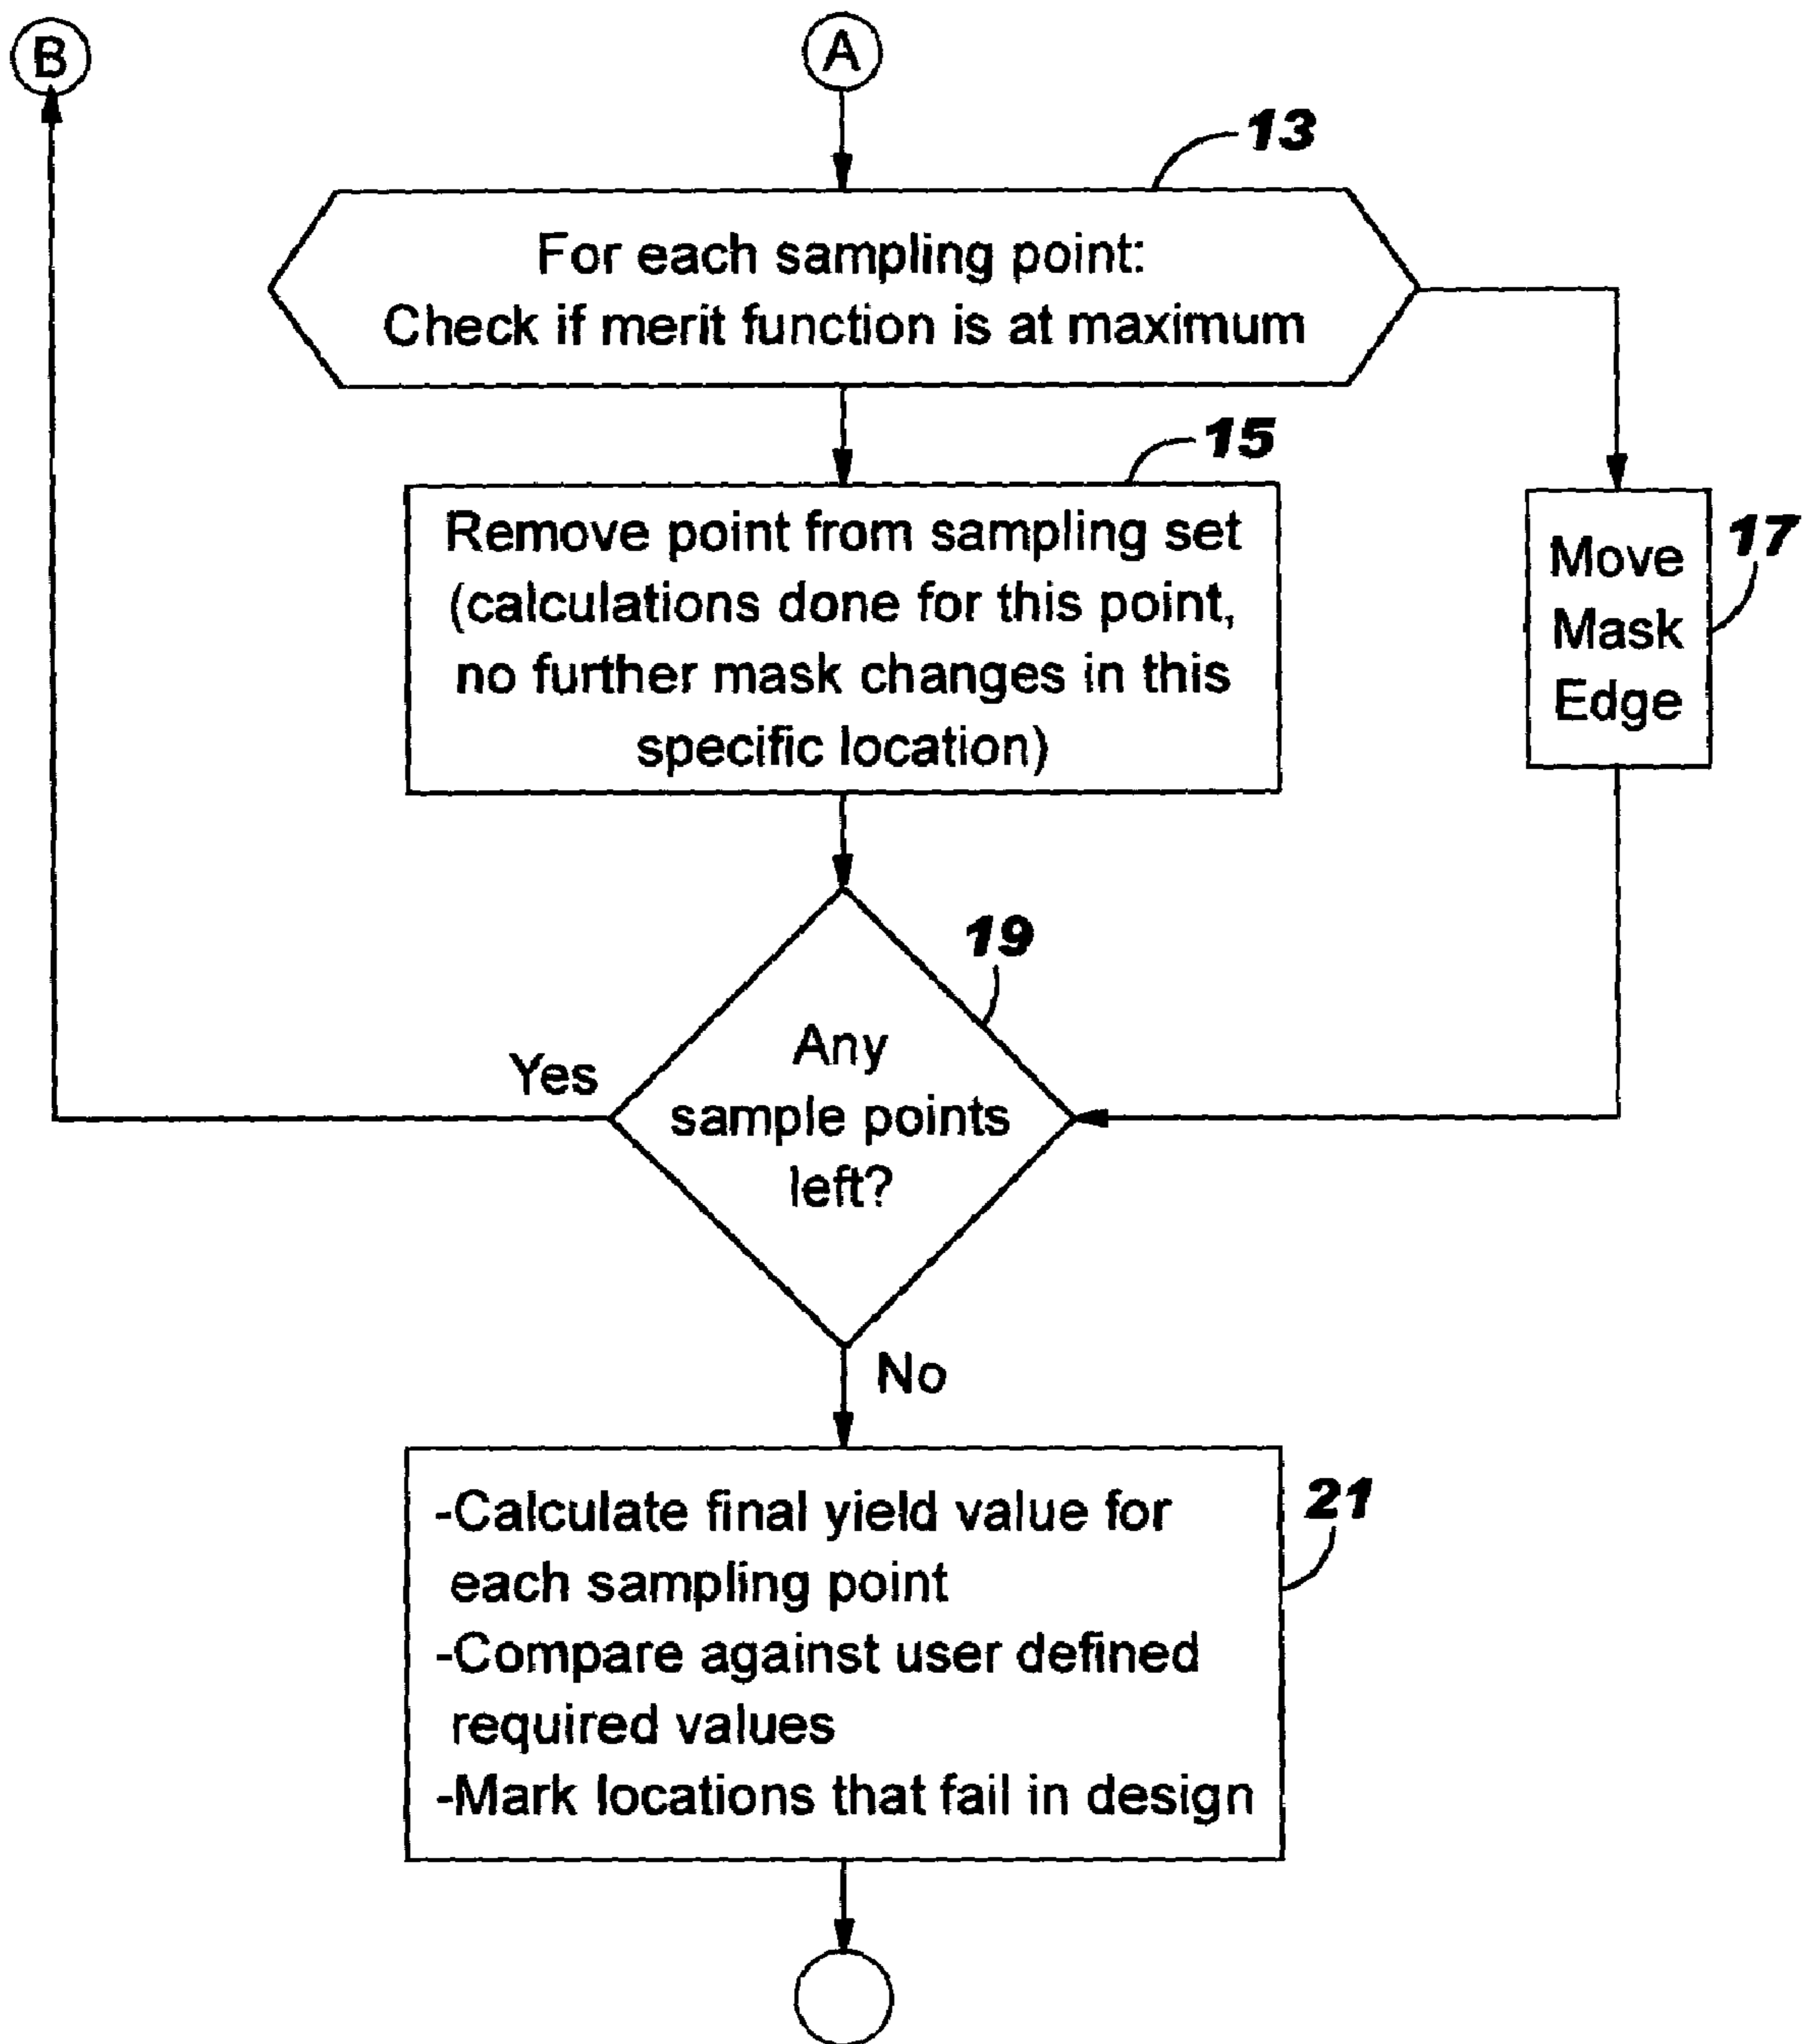 B
A
13
For each sampling point:
Check if merit function is at maximum
15
Remove point from sampling set
(calculations done for this point,
no further mask changes in this
specific location)
17
Move
Mask
Edge
19
Any
sample points
left?
Yes
No
21
-Calculate final yield value for
each sampling point
-Compare against user defined
required values
-Mark locations that fail in design